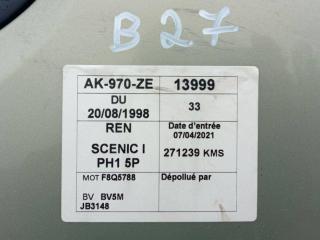 B27
AK-970-ZE 13999
DU
20/08/1998
33
REN
SCENIC I
PH1 5P
Date d'entrée
07/04/2021
271239 KMS
MOT F8Q5788
Dépollué par
BV BV5M
JB3148